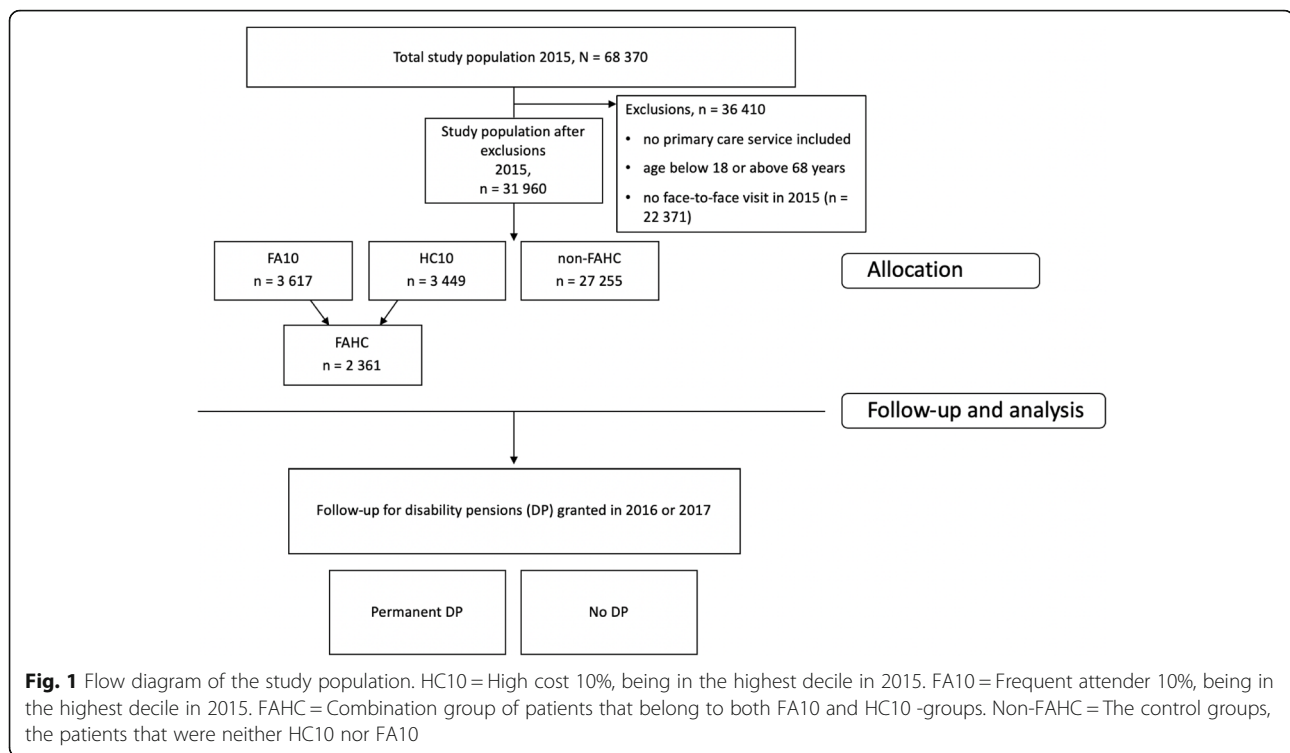 Total study population 2015, N = 68 370
Exclusions, n = 36 410
• no primary care service included
• age below 18 or above 68 years
• no face-to-face visit in 2015 (n =
22 371)
Study population after
exclusions
2015,
n = 31 960
FA10
n = 3 617
HC10
n = 3 449
non-FAHC
n = 27 255
Allocation
FAHC
n = 2 361
Follow-up and analysis
Follow-up for disability pensions (DP) granted in 2016 or 2017
Permanent DP
No DP
Fig. 1 Flow diagram of the study population. HC10 = High cost 10%, being in the highest decile in 2015. FA10 = Frequent attender 10%, being in
the highest decile in 2015. FAHC = Combination group of patients that belong to both FA10 and HC10 -groups. Non-FAHC = The control groups,
the patients that were neither HC10 nor FA10